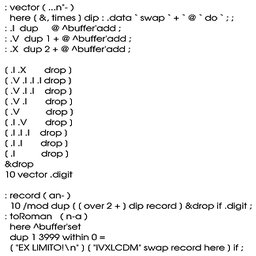 : vector ( ...n"- )
here [ &, times ] dip : .data ` swap ` + ` @ ` do ` ; ;
: .I dup @ ^buffer'add ;
: .V dup 1 + @ ^buffer'add ;
: .X dup 2 + @ ^buffer'add ;
[ .I .X drop ]
[ .V .I .I .I drop ]
[ .V .I .I drop ]
[ .V .I drop ]
[ .V drop ]
[ .I .V drop ]
[ .I .I .I drop ]
[ .I .I drop ]
[ .I drop ]
&drop
10 vector .digit
: record ( an- )
10 /mod dup [ [ over 2 + ] dip record ] &drop if .digit ;
: toRoman ( n-a )
here ^buffer'set
dup 1 3999 within 0 =
[ "EX LIMITO!\n" ] [ "IVXLCDM" swap record here ] if ;